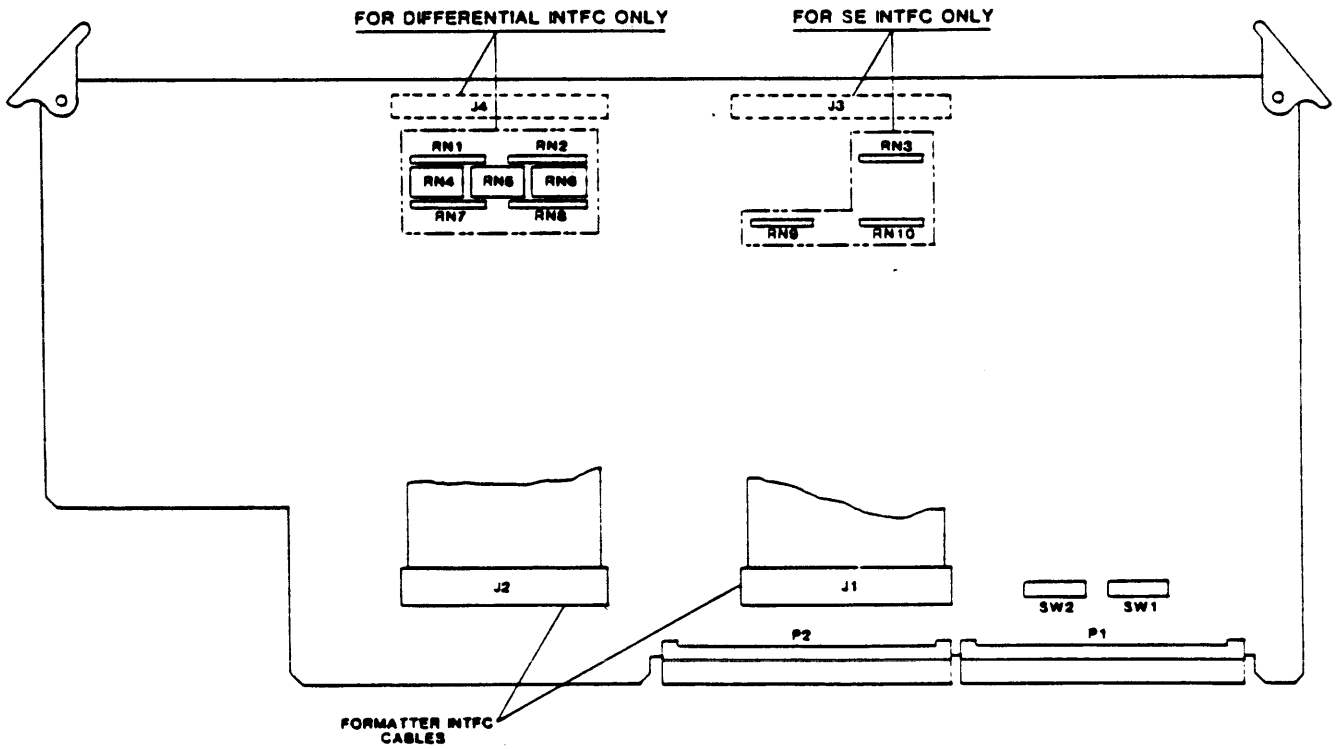 FOR DIFFERENTIAL INTFC ONLY
FOR SE INTFC ONLY
J4
J3
RN1
RN2
RN3
RN4
RN5
RN6
RN7
RN8
RN9
RN10
J2
J1
SW2
SW1
P2
P1
FORMATTER INTFC
CABLES